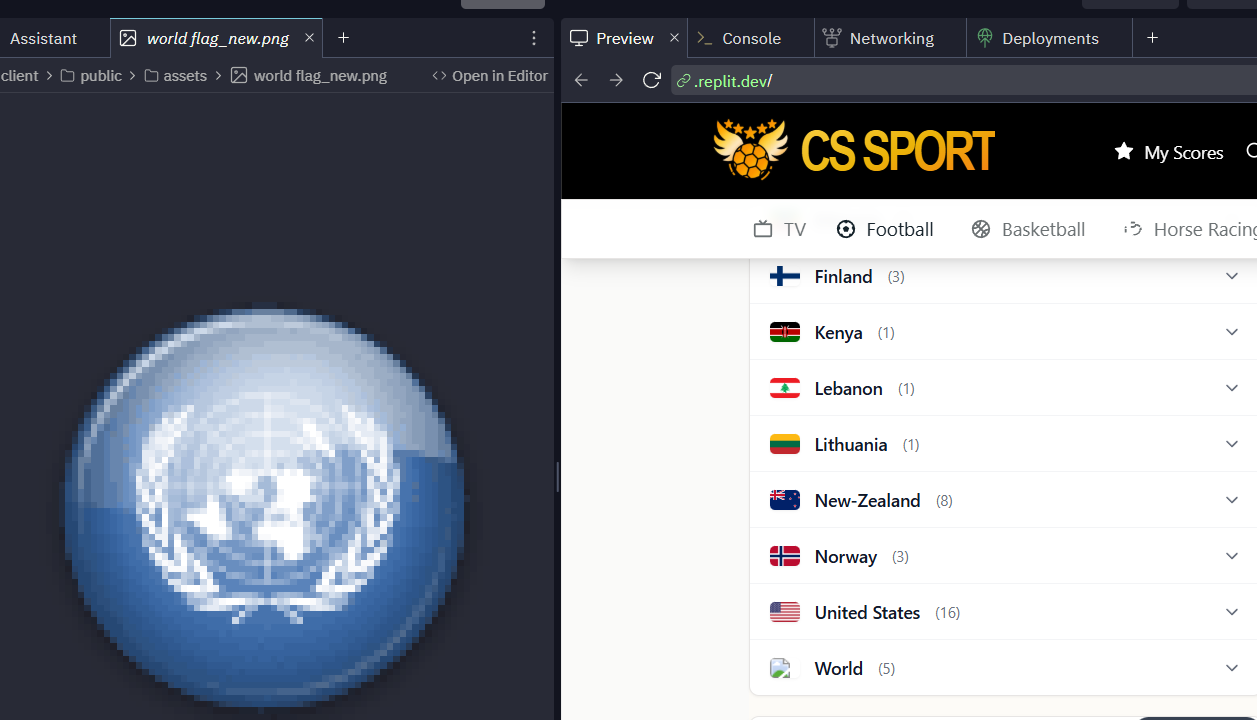 Assistant
world flag_new.png
client > public > assets > world flag_new.png
Open in Editor
Preview
Console
Networking
Deployments
.replit.dev/
CS SPORT
My Scores
TV
Football
Basketball
Horse Racing
Finland (3)
Kenya (1)
Lebanon (1)
Lithuania (1)
New-Zealand (8)
Norway (3)
United States (16)
World (5)